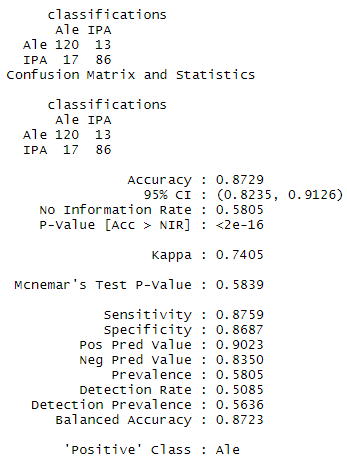 classifications
Ale IPA
Ale 120 13
IPA 17 86
Confusion Matrix and Statistics
classifications
Ale IPA
Ale 120 13
IPA 17 86
Accuracy : 0.8729
95% CI : (0.8235, 0.9126)
No Information Rate : 0.5805
P-Value [Acc > NIR] : <2e-16
Kappa : 0.7405
Mcnemar's Test P-Value : 0.5839
Sensitivity : 0.8759
Specificity : 0.8687
Pos Pred Value : 0.9023
Neg Pred Value : 0.8350
Prevalence : 0.5805
Detection Rate : 0.5085
Detection Prevalence : 0.5636
Balanced Accuracy : 0.8723
'Positive' Class : Ale